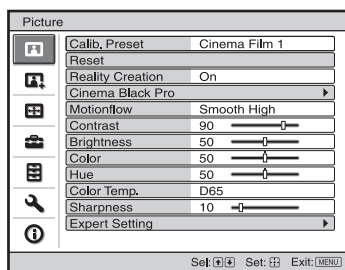 Picture
Calib. Preset Cinema Film 1
Reset
Reality Creation On
Cinema Black Pro
Motionflow Smooth High
Contrast 90
Brightness 50
Color 50
Hue 50
Color Temp. D65
Sharpness 10
Expert Setting
Sel: Set: Exit: MENU